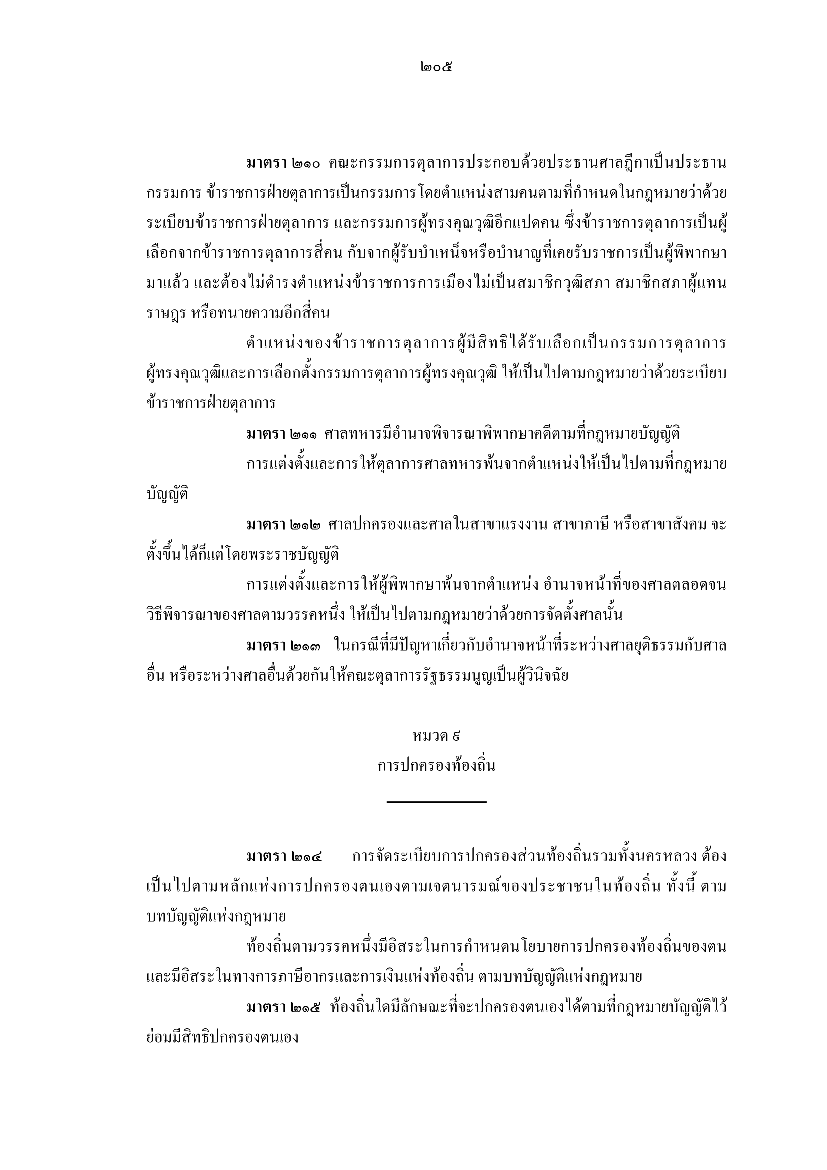 ๒๐๕
มาตรา ๒๑๐ คณะกรรมการตุลาการประกอบด้วยประธานศาลฎีกาเป็นประธาน
กรรมการ ข้าราชการฝ่ายตุลาการเป็นกรรมการโดยตำแหน่งสามคนตามที่กำหนดในกฎหมายว่าด้วย
ระเบียบข้าราชการฝ่ายตุลาการ และกรรมการผู้ทรงคุณวุฒิอีกแปดคน ซึ่งข้าราชการตุลาการเป็นผู้
เลือกจากข้าราชการตุลาการสี่คน กับจากผู้รับบำเหน็จหรือบำนาญที่เคยรับราชการเป็นผู้พิพากษา
มาแล้ว และต้องไม่ดำรงตำแหน่งข้าราชการการเมืองไม่เป็นสมาชิกวุฒิสภา สมาชิกสภาผู้แทน
ราษฎร หรือทนายความอีกสี่คน
ตำแหน่งของข้าราชการตุลาการผู้มีสิทธิได้รับเลือกเป็นกรรมการตุลาการ
ผู้ทรงคุณวุฒิและการเลือกตั้งกรรมการตุลาการผู้ทรงคุณวุฒิ ให้เป็นไปตามกฎหมายว่าด้วยระเบียบ
ข้าราชการฝ่ายตุลาการ
มาตรา ๒๑๑ ศาลทหารมีอำนาจพิจารณาพิพากษาคดีตามที่กฎหมายบัญญัติ
การแต่งตั้งและการให้ตุลาการศาลทหารพ้นจากตำแหน่งให้เป็นไปตามที่กฎหมาย
บัญญัติ
มาตรา ๒๑๒ ศาลปกครองและศาลในสาขาแรงงาน สาขาภาษี หรือสาขาสังคม จะ
ตั้งขึ้นได้ก็แต่โดยพระราชบัญญัติ
การแต่งตั้งและการให้ผู้พิพากษาพ้นจากตำแหน่ง อำนาจหน้าที่ของศาลตลอดจน
วิธีพิจารณาของศาลตามวรรคหนึ่ง ให้เป็นไปตามกฎหมายว่าด้วยการจัดตั้งศาลนั้น
มาตรา ๒๑๓ ในกรณีที่มีปัญหาเกี่ยวกับอำนาจหน้าที่ระหว่างศาลยุติธรรมกับศาล
อื่น หรือระหว่างศาลอื่นด้วยกันให้คณะตุลาการรัฐธรรมนูญเป็นผู้วินิจฉัย
หมวด ๙
การปกครองท้องถิ่น
มาตรา ๒๑๔ การจัดระเบียบการปกครองส่วนท้องถิ่นรวมทั้งนครหลวง ต้อง
เป็นไปตามหลักแห่งการปกครองตนเองตามเจตนารมณ์ของประชาชนในท้องถิ่น ทั้งนี้ ตาม
บทบัญญัติแห่งกฎหมาย
ท้องถิ่นตามวรรคหนึ่งมีอิสระในการกำหนดนโยบายการปกครองท้องถิ่นของตน
และมีอิสระในทางการภาษีอากรและการเงินแห่งท้องถิ่น ตามบทบัญญัติแห่งกฎหมาย
มาตรา ๒๑๕ ท้องถิ่นใดมีลักษณะที่จะปกครองตนเองได้ตามที่กฎหมายบัญญัติไว้
ย่อมมีสิทธิปกครองตนเอง